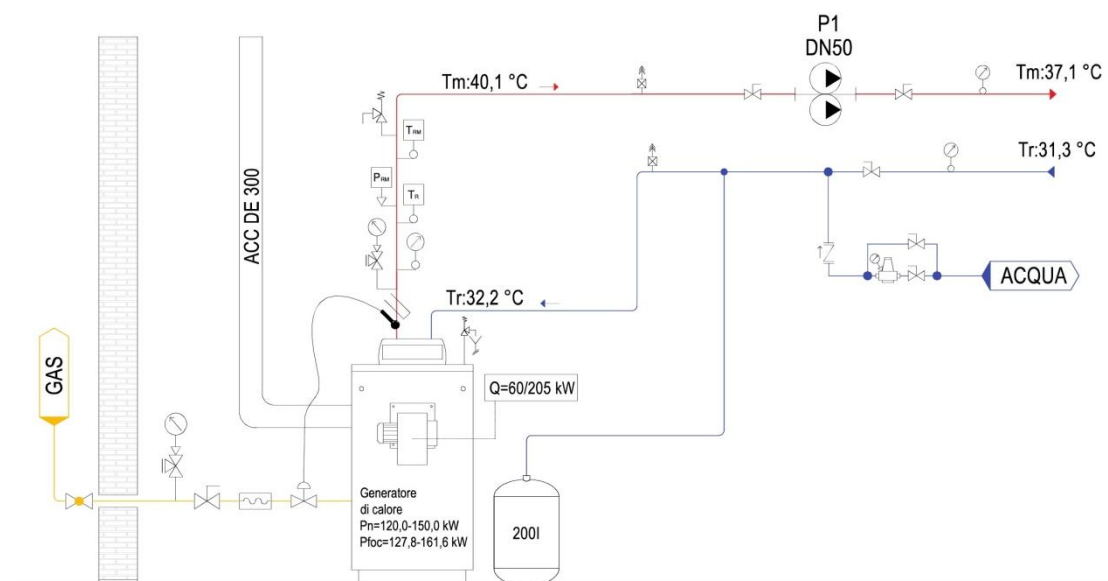 P1
DN50
Tm:40,1 °C
Tm:37,1 °C
TRM
Tr:31,3 °C
PRM
TR
ACC DE 300
Tr:32,2 °C
ACQUA
GAS
Q=60/205 kW
Generatore
di calore
Pn=120,0-150,0 kW
Pfoc=127,8-161,6 kW
200l